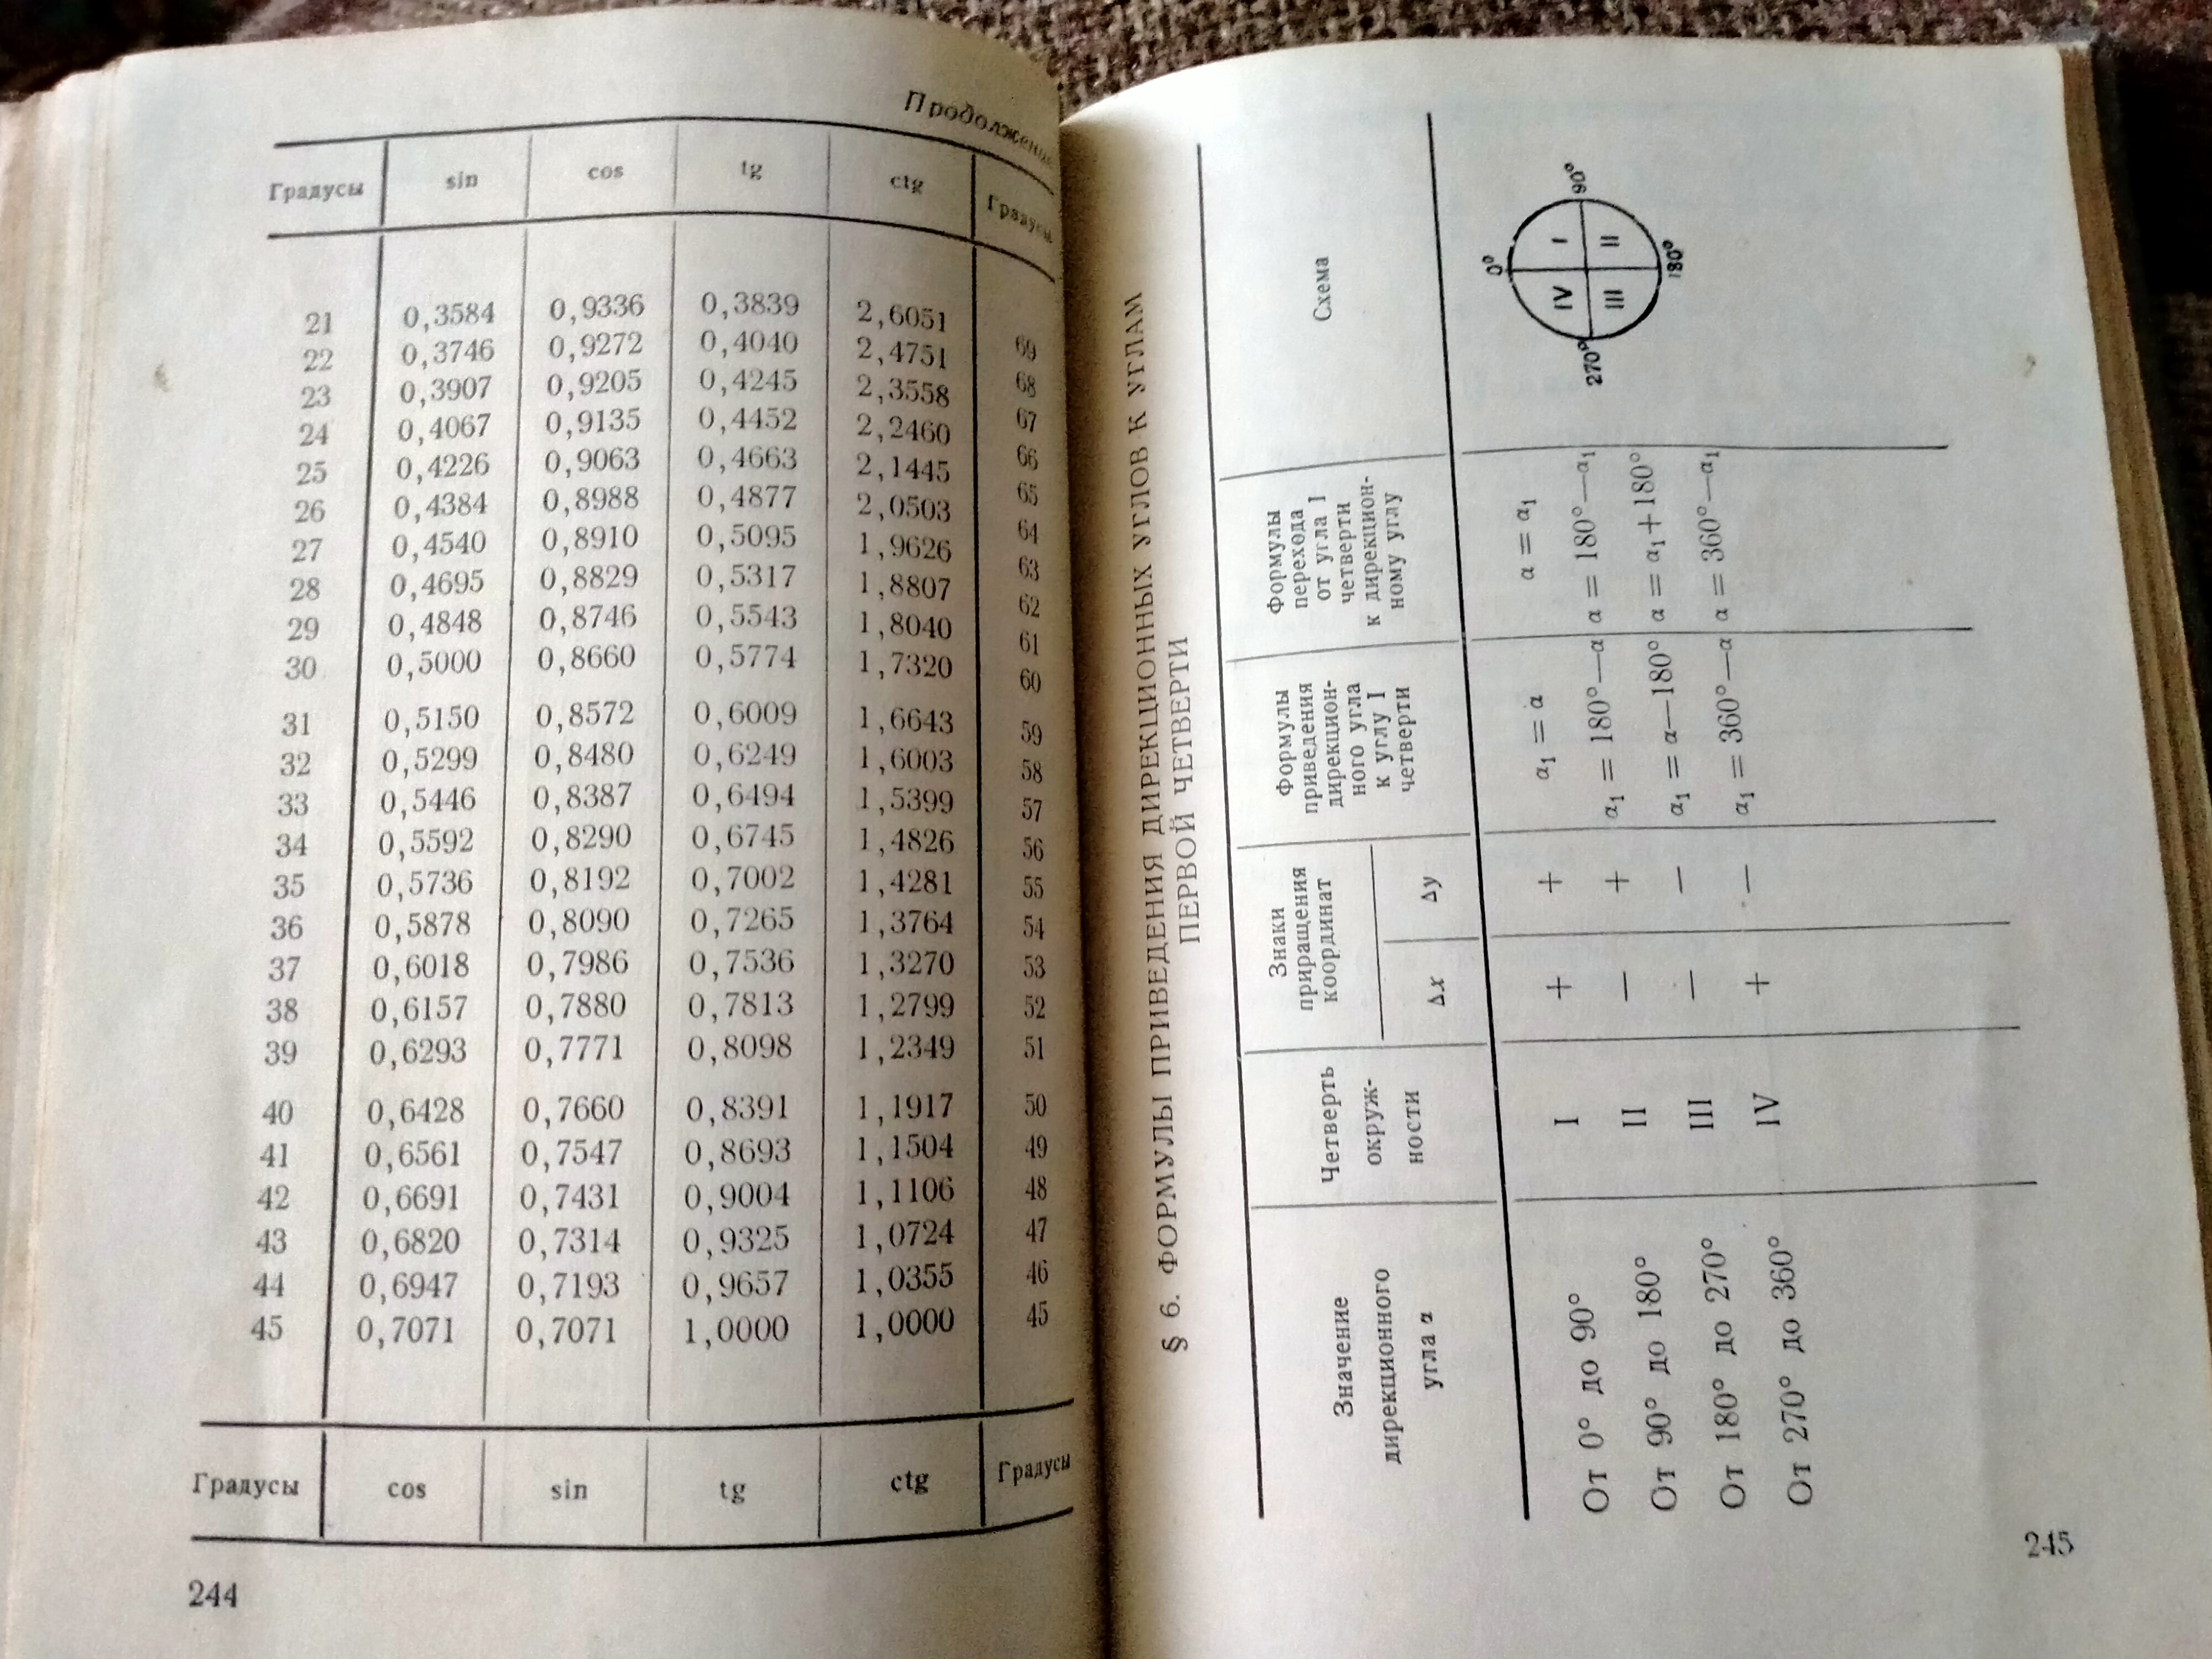 Продолжение
Градусы sin cos tg ctg Градусы
21 0,3584 0,9336 0,3839 2,6051 69
22 0,3746 0,9272 0,4040 2,4751 68
23 0,3907 0,9205 0,4245 2,3558 67
24 0,4067 0,9135 0,4452 2,2460 66
25 0,4226 0,9063 0,4663 2,1445 65
26 0,4384 0,8988 0,4877 2,0503 64
27 0,4540 0,8910 0,5095 1,9626 63
28 0,4695 0,8829 0,5317 1,8807 62
29 0,4848 0,8746 0,5543 1,8040 61
30 0,5000 0,8660 0,5774 1,7320 60
31 0,5150 0,8572 0,6009 1,6643 59
32 0,5299 0,8480 0,6249 1,6003 58
33 0,5446 0,8387 0,6494 1,5399 57
34 0,5592 0,8290 0,6745 1,4826 56
35 0,5736 0,8192 0,7002 1,4281 55
36 0,5878 0,8090 0,7265 1,3764 54
37 0,6018 0,7986 0,7536 1,3270 53
38 0,6157 0,7880 0,7813 1,2799 52
39 0,6293 0,7771 0,8098 1,2349 51
40 0,6428 0,7660 0,8391 1,1917 50
41 0,6561 0,7547 0,8693 1,1504 49
42 0,6691 0,7431 0,9004 1,1106 48
43 0,6820 0,7314 0,9325 1,0724 47
44 0,6947 0,7193 0,9657 1,0355 46
45 0,7071 0,7071 1,0000 1,0000 45
Градусы cos sin tg ctg Градусы
244
§ 6. ФОРМУЛЫ ПРИВЕДЕНИЯ ДИРЕКЦИОННЫХ УГЛОВ К УГЛАМ
ПЕРВОЙ ЧЕТВЕРТИ
Значение
дирекционного
угла α
Четверть
окруж-
ности
Знаки
приращения
координат
Δx Δy
Формулы
приведения
дирекцион-
ного угла
к углу I
четверти
Формулы
перехода
от угла I
четверти
к дирекцион-
ному углу
Схема
От 0° до 90° I + + α₁ = α α = α₁
От 90° до 180° II − + α₁ = 180°—α α = 180°—α₁
От 180° до 270° III − − α₁ = α—180° α = α₁+180°
От 270° до 360° IV + − α₁ = 360°—α α = 360°—α₁
0°
IV I
270° 90°
III II
180°
245